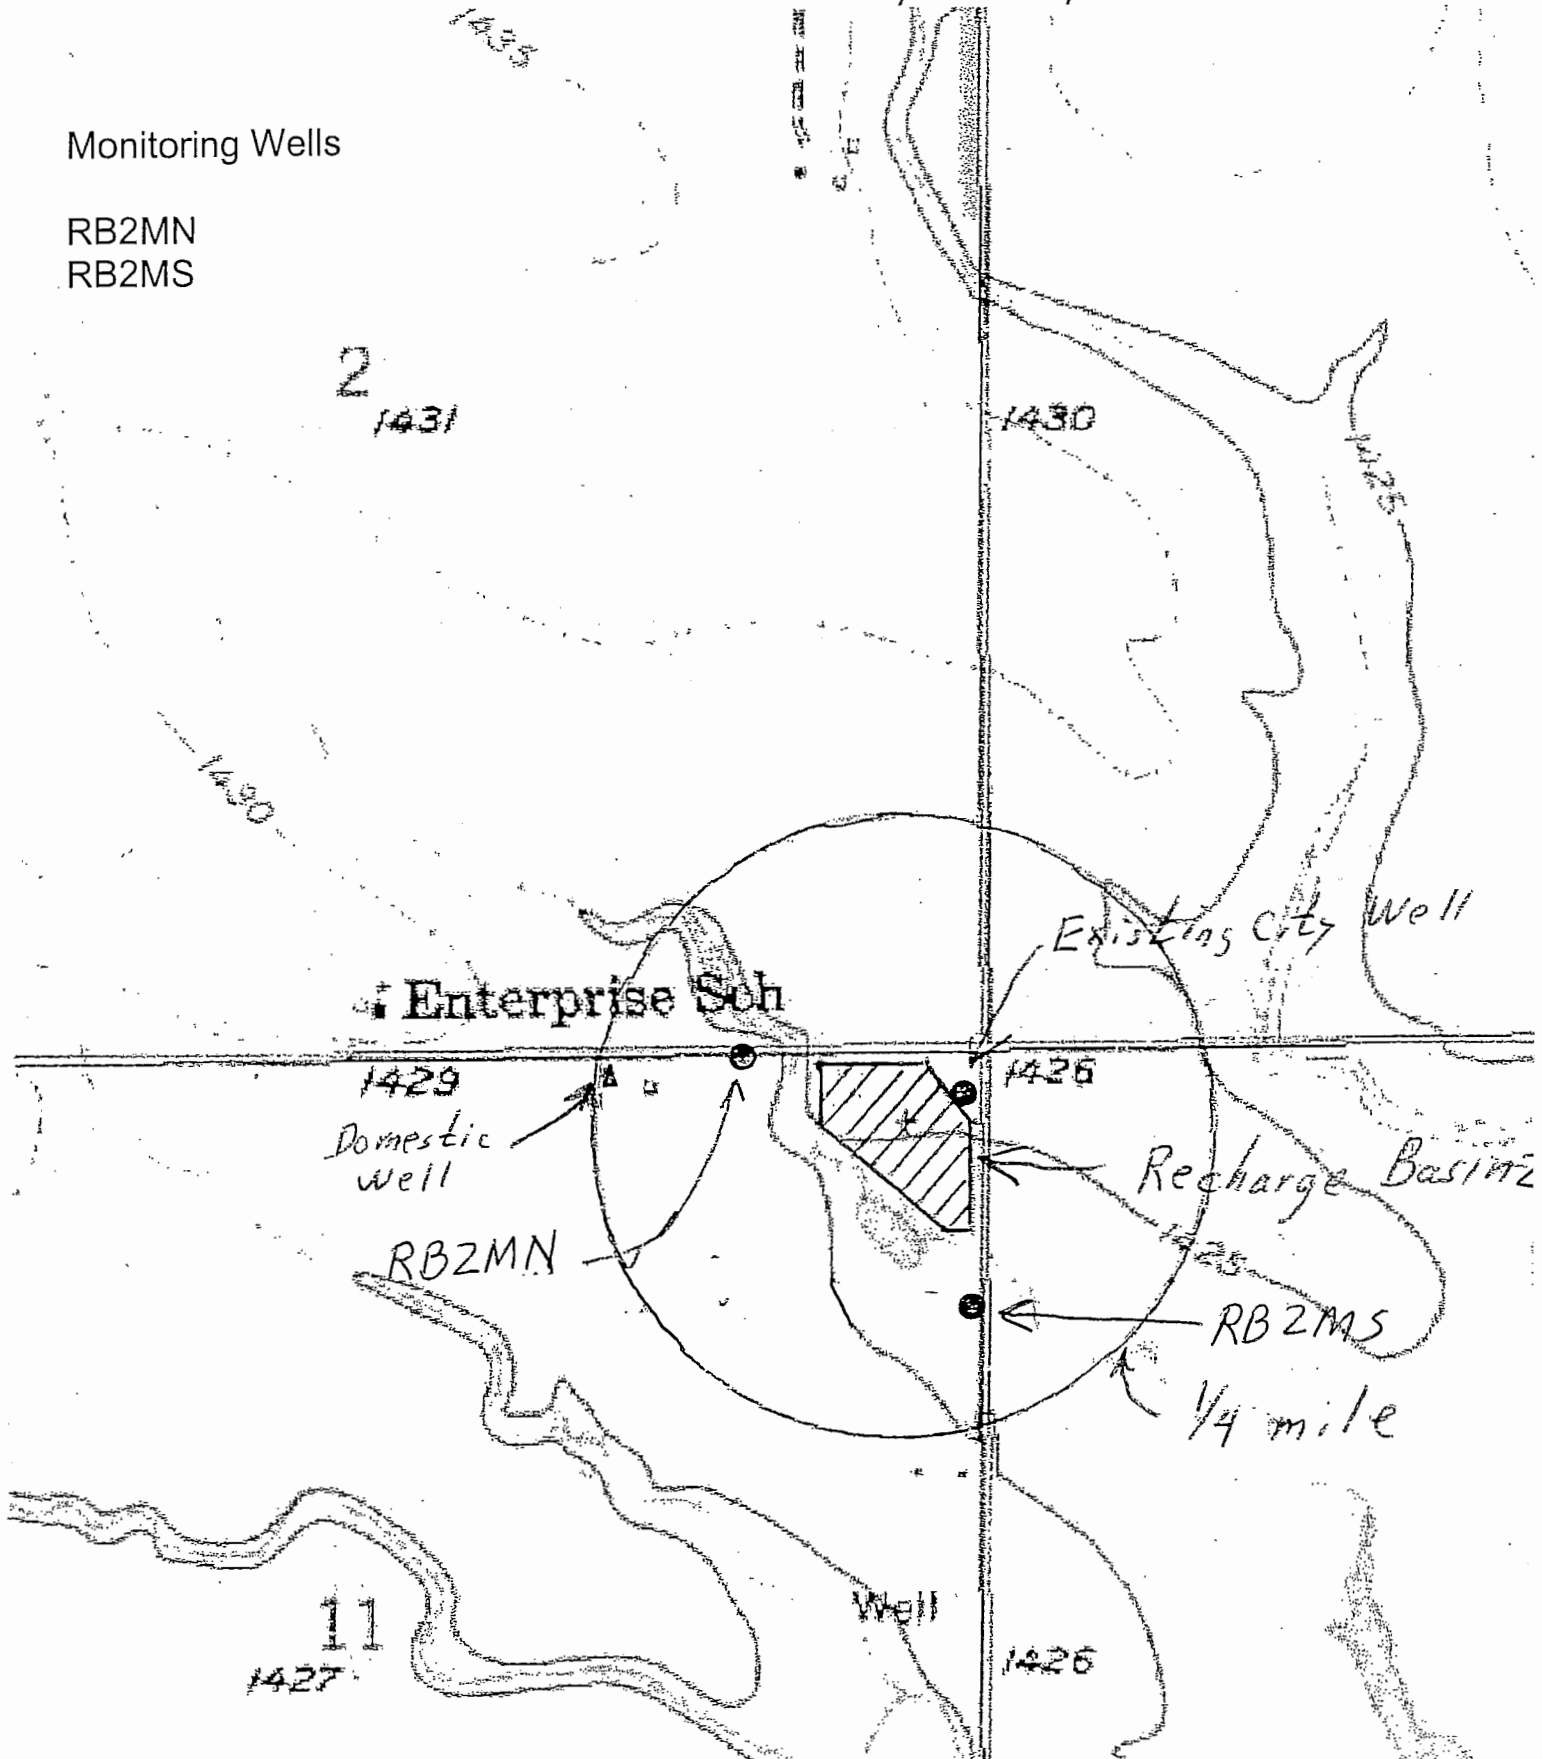 1435
Monitoring Wells
RB2MN
RB2MS
2
1431
1430
1425
1430
Existing City Well
Enterprise Sch
1429
1426
Domestic
well
Recharge Basin2
RB2MN
1425
RB2MS
1/4 mile
Well
11
1427
1426